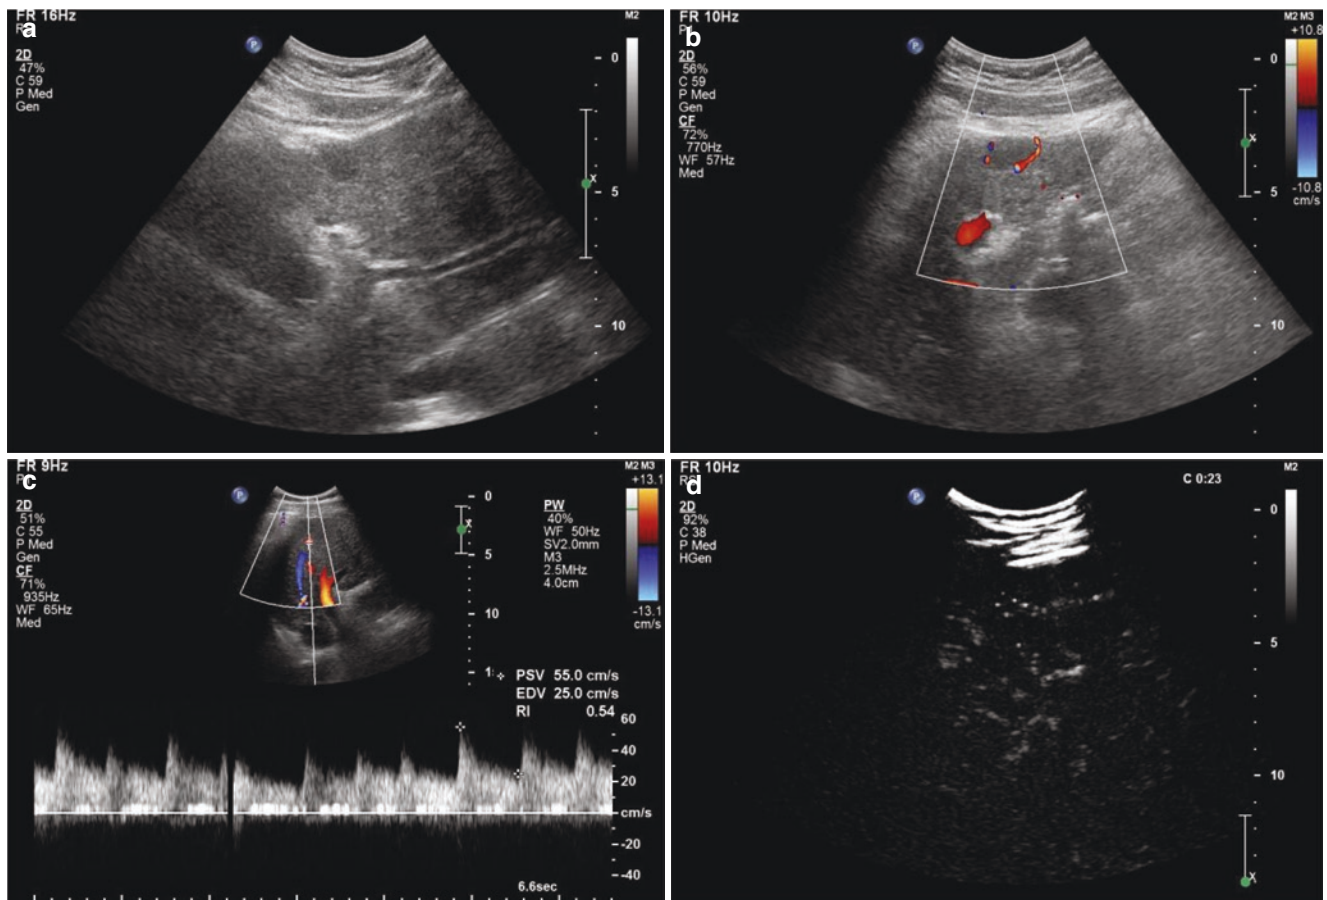 FR 16Hz
R
a
M2
P
2D
47%
C 59
P Med
Gen
0
X
5
10
FR 10Hz
P
b
M2 M3
+10.8
P
2D
56%
C 59
P Med
Gen
CF
72%
770Hz
WF 57Hz
Med
0
X
5
-10.8
cm/s
10
FR 9Hz
P
c
M2 M3
+13.1
P
2D
51%
C 55
P Med
Gen
CF
71%
935Hz
WF 65Hz
Med
PW
40%
WF 50Hz
SV2.0mm
M3
2.5MHz
4.0cm
0
X
5
10
1
-13.1
cm/s
PSV 55.0 cm/s
EDV 25.0 cm/s
RI 0.54
60
40
20
cm/s
-20
-40
6.6sec
FR 10Hz
d
C 0:23
M2
P
2D
92%
C 38
P Med
HGen
0
5
10
X